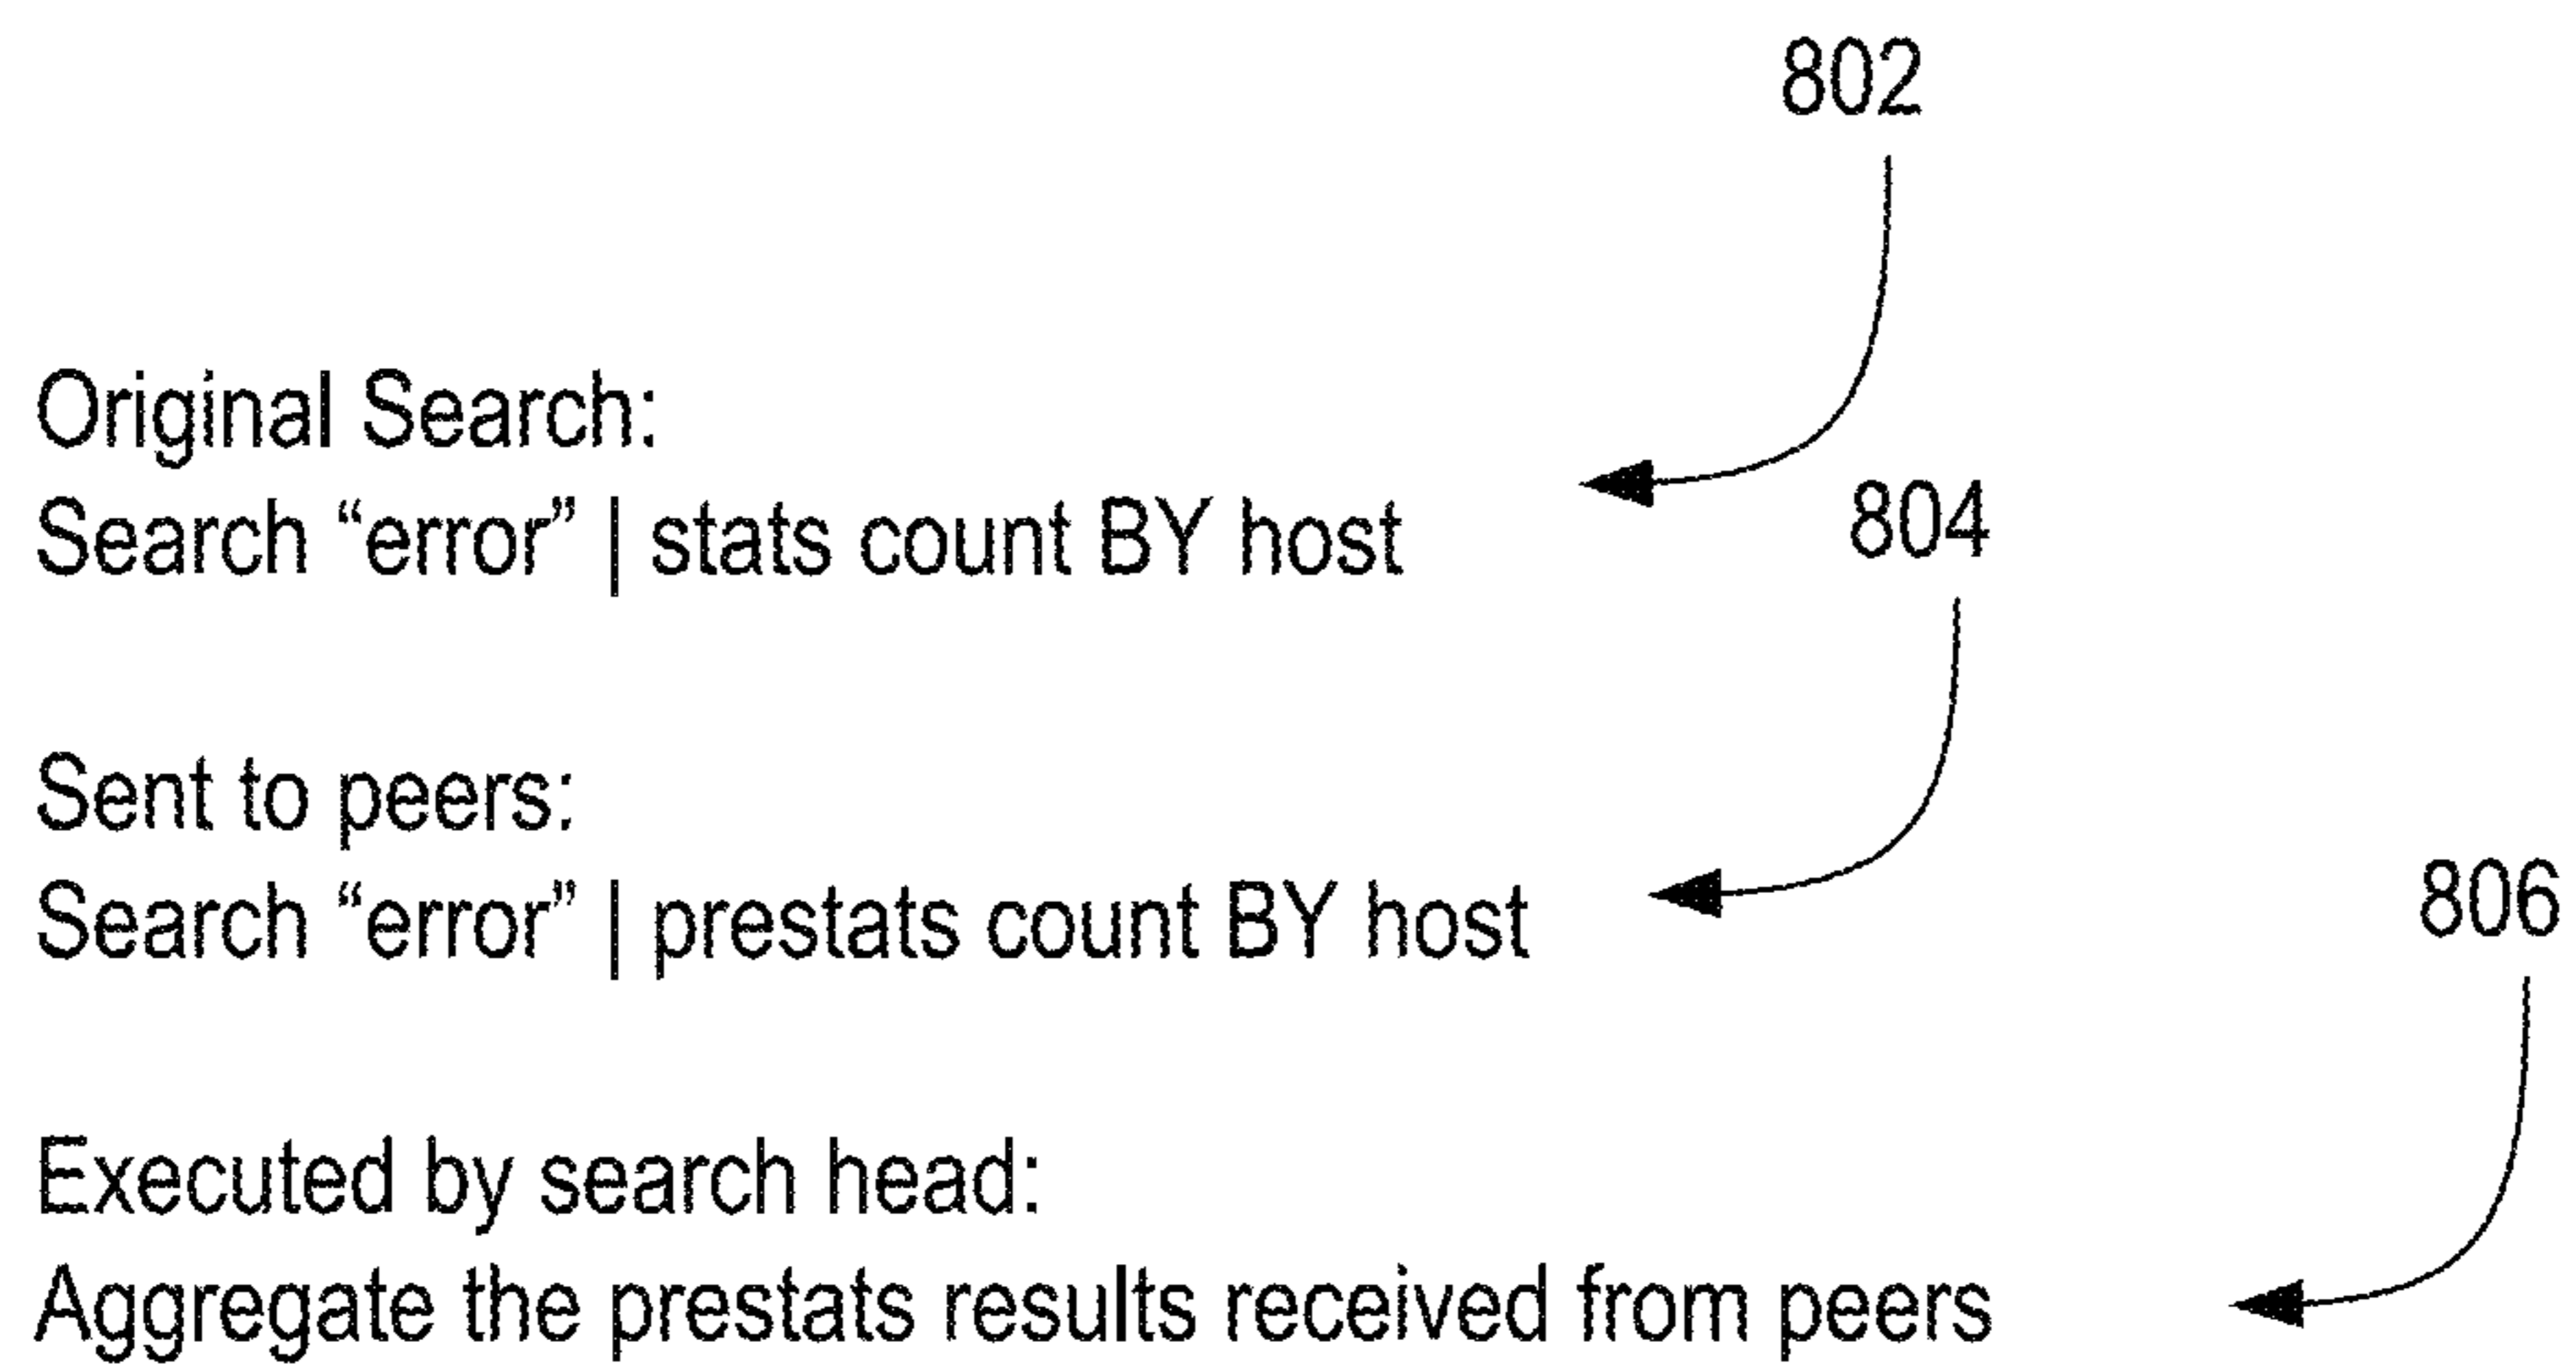 802
Original Search:
Search “error” | stats count BY host
804
Sent to peers:
Search “error” | prestats count BY host
806
Executed by search head:
Aggregate the prestats results received from peers